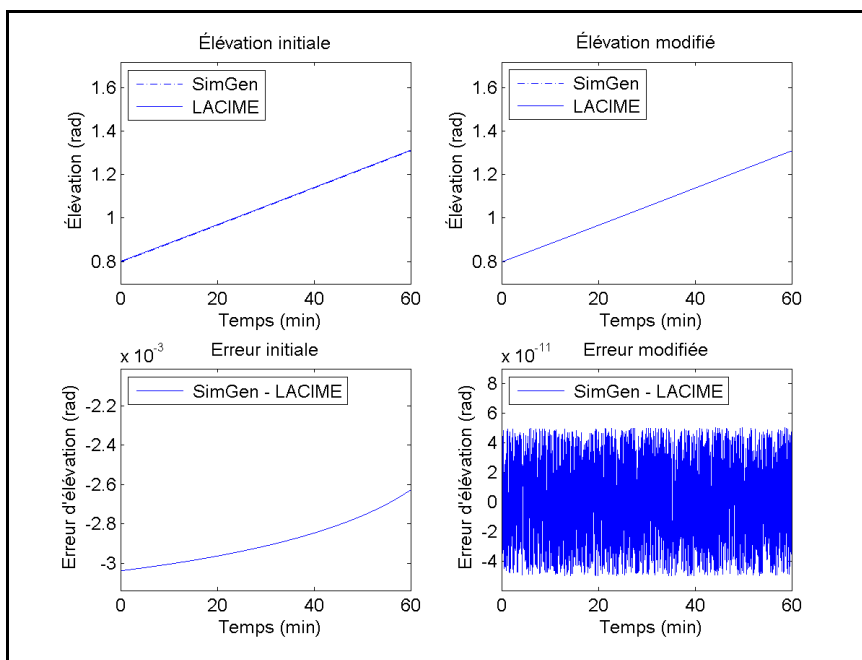 Élévation initiale
1.6
1.4
1.2
1
0.8
Élévation (rad)
SimGen
LACIME
0 20 40 60
Temps (min)
Élévation modifié
1.6
1.4
1.2
1
0.8
Élévation (rad)
SimGen
LACIME
0 20 40 60
Temps (min)
x 10-3
Erreur initiale
-2.2
-2.4
-2.6
-2.8
-3
Erreur d'élévation (rad)
SimGen - LACIME
0 20 40 60
Temps (min)
x 10-11
Erreur modifiée
8
6
4
2
0
-2
-4
Erreur d'élévation (rad)
SimGen - LACIME
0 20 40 60
Temps (min)